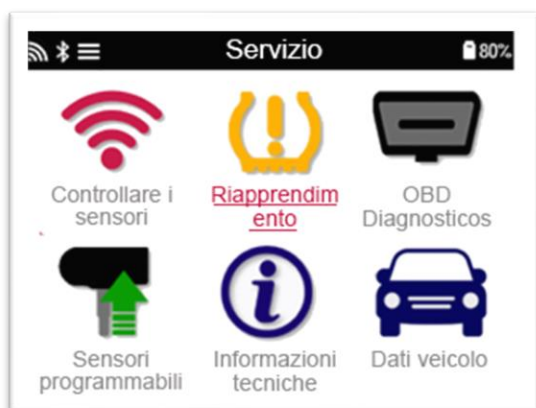 Servizio 80%
Controllare i
sensori
Riapprendim
ento
OBD
Diagnosticos
Sensori
programmabili
Informazioni
tecniche
Dati veicolo